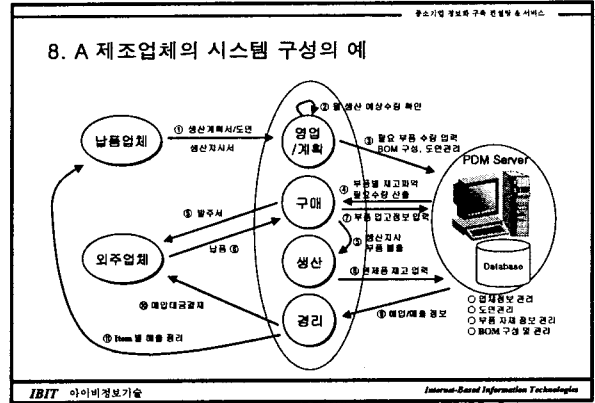 중소기업 정보화 구축 컨설팅 & 서비스
8. A 제조업체의 시스템 구성의 예
② 월 생산 예상수량 확인
납품업체
① 생산계획서/도면
생산지시서
영업
/계획
③ 필요 부품 수량 입력
BOM 구성, 도면관리
PDM Server
④ 부품별 재고파악
필요수량 산출
구매
⑤ 발주서
⑦ 부품 입고정보 입력
납품 ⑥
⑤ 생산지시
부품 불출
외주업체
생산
Database
⑧ 완제품 재고 입력
⑩ 매입대금결재
경리
⑨ 매입/매출 정보
⑪ Item 별 매출 정리
○ 업체정보 관리
○ 도면관리
○ 부품 자재 정보 관리
○ BOM 구성 및 관리
IBIT 아이비정보기술
Internet-Based Information Technologies